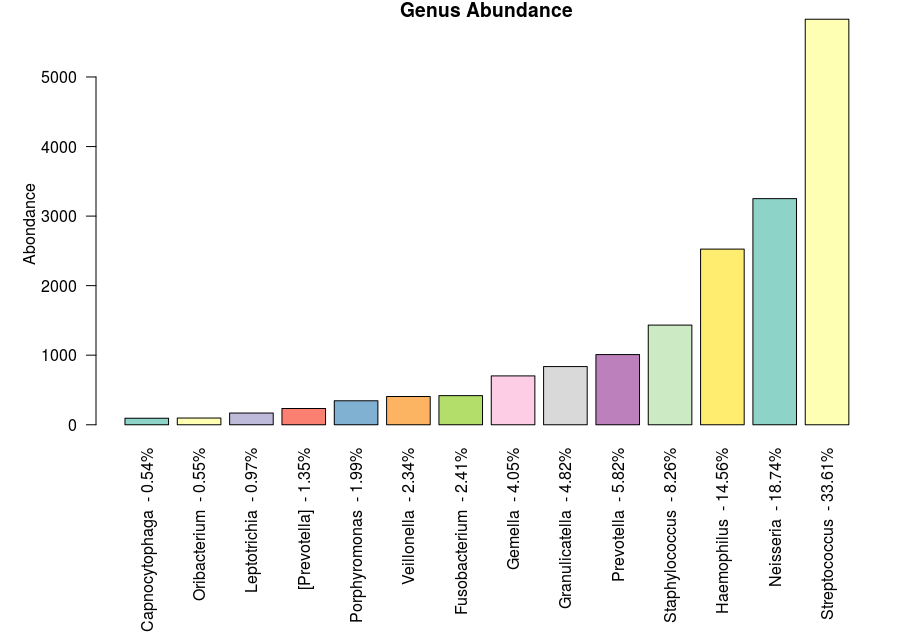 Genus Abundance
Abondance
5000
4000
3000
2000
1000
0
Capnocytophaga - 0.54%
Oribacterium - 0.55%
Leptotrichia - 0.97%
[Prevotella] - 1.35%
Porphyromonas - 1.99%
Veillonella - 2.34%
Fusobacterium - 2.41%
Gemella - 4.05%
Granulicatella - 4.82%
Prevotella - 5.82%
Staphylococcus - 8.26%
Haemophilus - 14.56%
Neisseria - 18.74%
Streptococcus - 33.61%